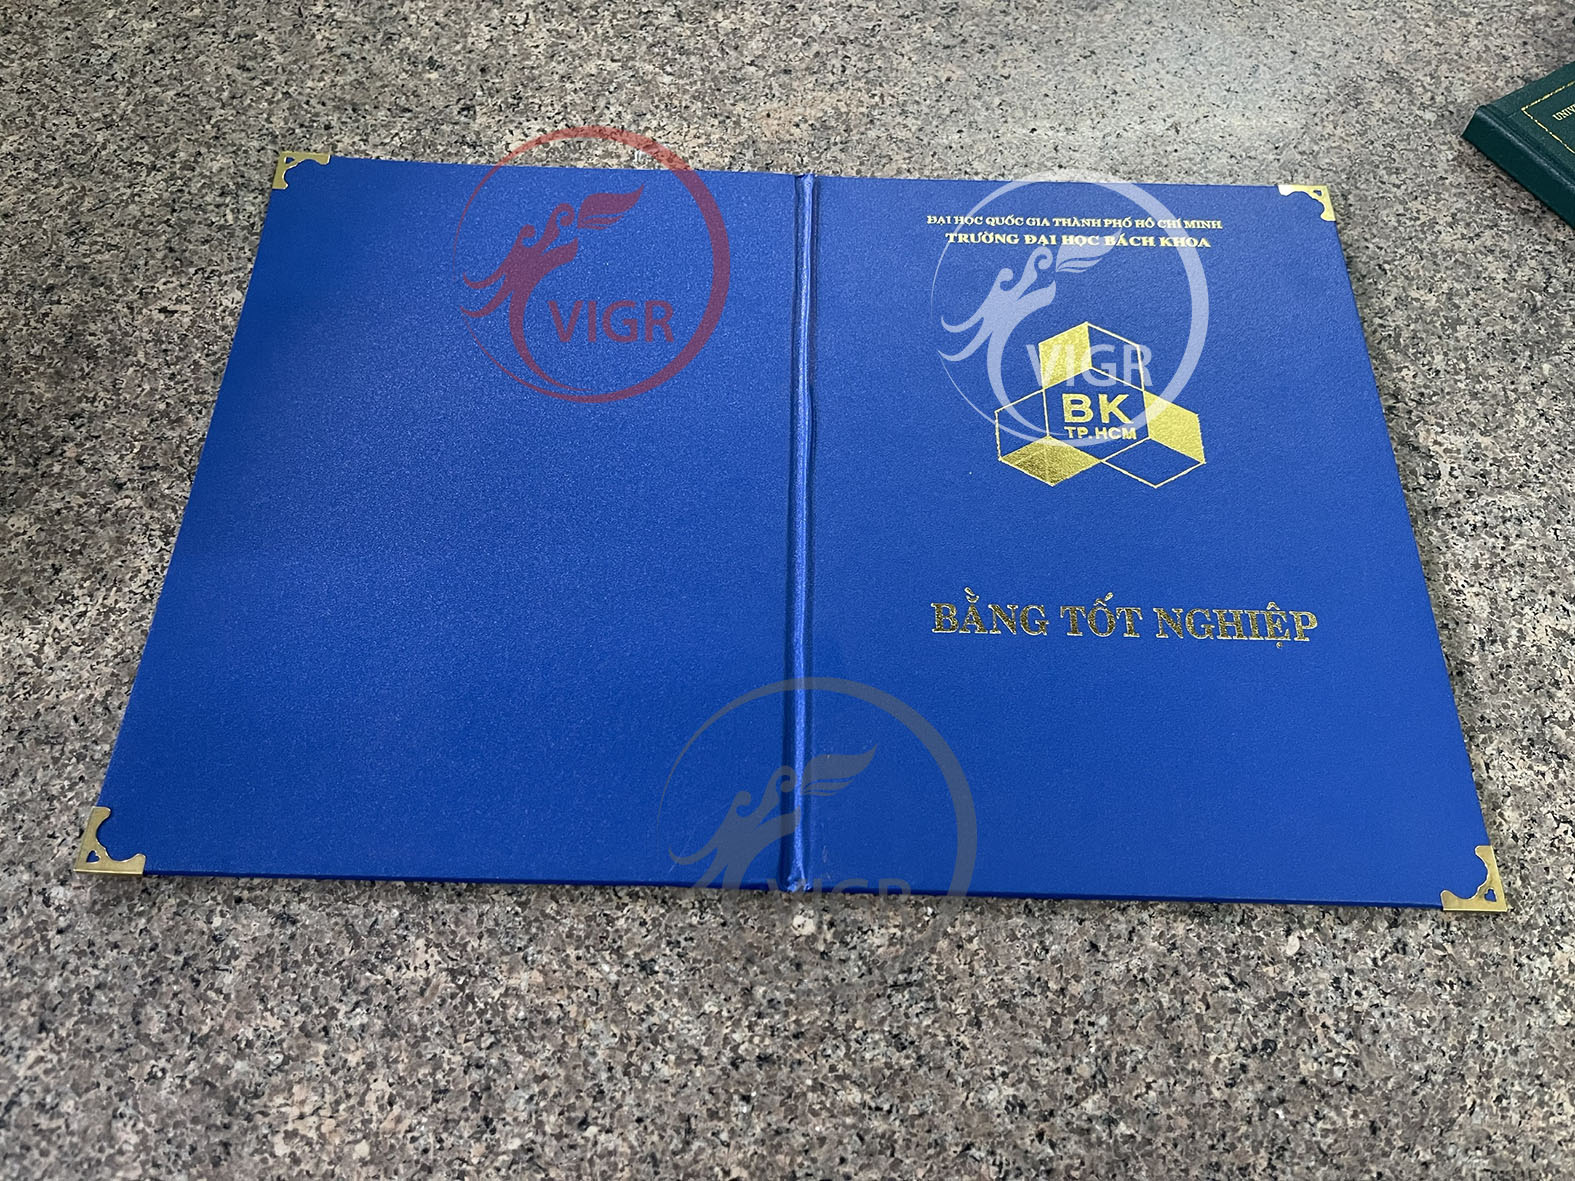 VIGR
ĐẠI HỌC QUỐC GIA THÀNH PHỐ HỒ CHÍ MINH
TRƯỜNG ĐẠI HỌC BÁCH KHOA
VIGR
BK
TP.HCM
BẰNG TỐT NGHIỆP
VIGR